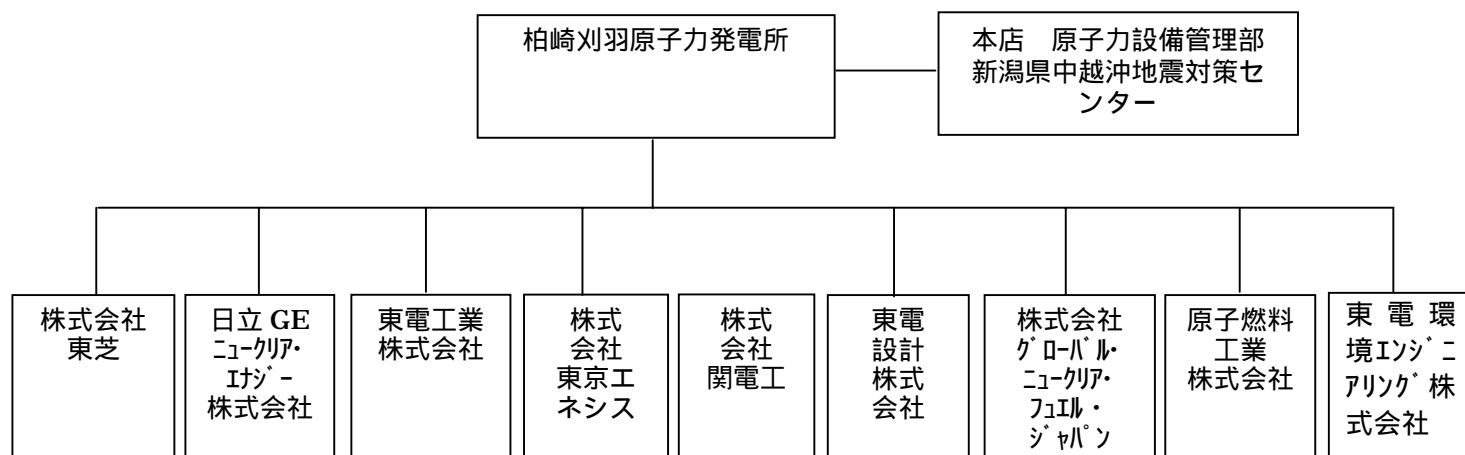 柏崎刈羽原子力発電所
本店　原子力設備管理部
新潟県中越沖地震対策セ
ンター
株式会社
東芝
日立 GE
ﾆｭｰｸﾘｱ･
ｴﾅｼﾞｰ
株式会社
東電工業
株式会社
株式
会社
東京エ
ネシス
株式
会社
関電工
東電
設計
株式
会社
株式会社
ｸﾞﾛｰﾊﾞﾙ･
ﾆｭｰｸﾘｱ･
ﾌｭｴﾙ・
ｼﾞｬﾊﾟﾝ
原子燃料
工業
株式会社
東 電 環
境ｴﾝｼﾞﾆ
ｱﾘﾝｸﾞ株
式会社